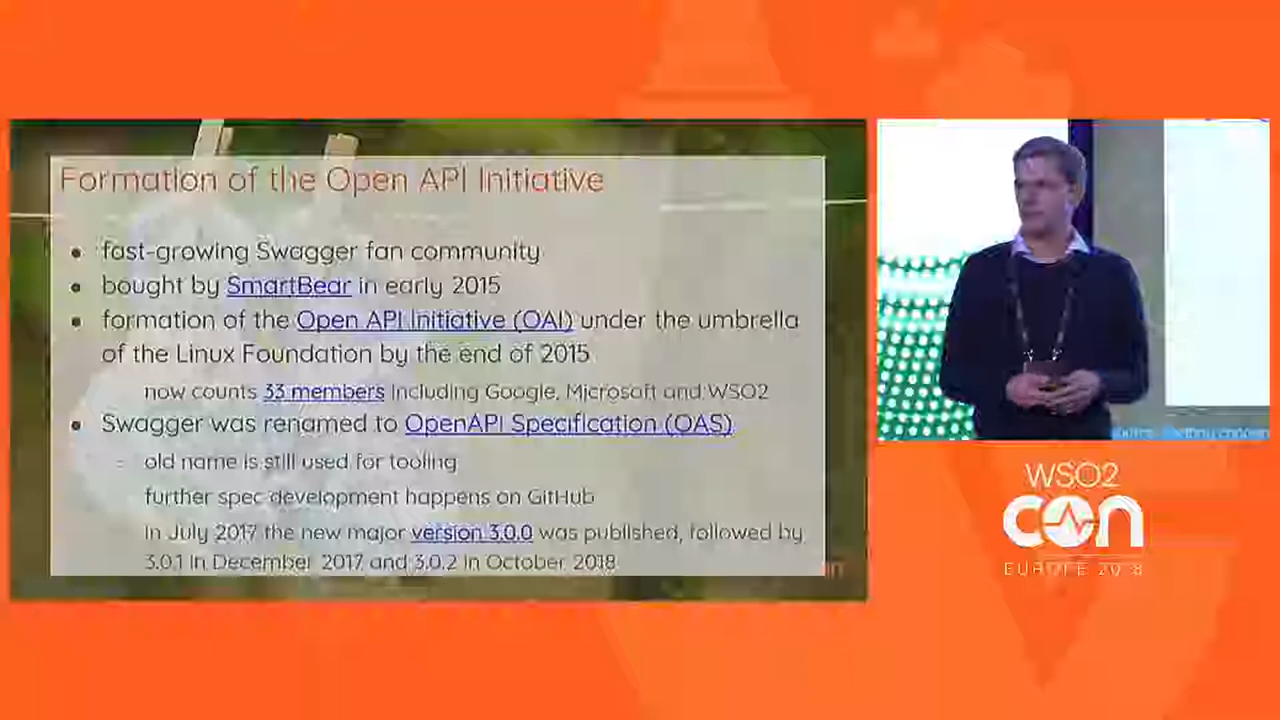 Formation of the Open API Initiative
fast-growing Swagger fan community
bought by SmartBear in early 2015
formation of the Open API Initiative (OAI) under the umbrella
of the Linux Foundation by the end of 2015
now counts 33 members including Google, Microsoft and WSO2
Swagger was renamed to OpenAPI Specification (OAS)
old name is still used for tooling
further spec development happens on GitHub
in July 2017 the new major version 3.0.0 was published, followed by
3.0.1 in December 2017 and 3.0.2 in October 2018
WSO2
CON
EUROPE 2018